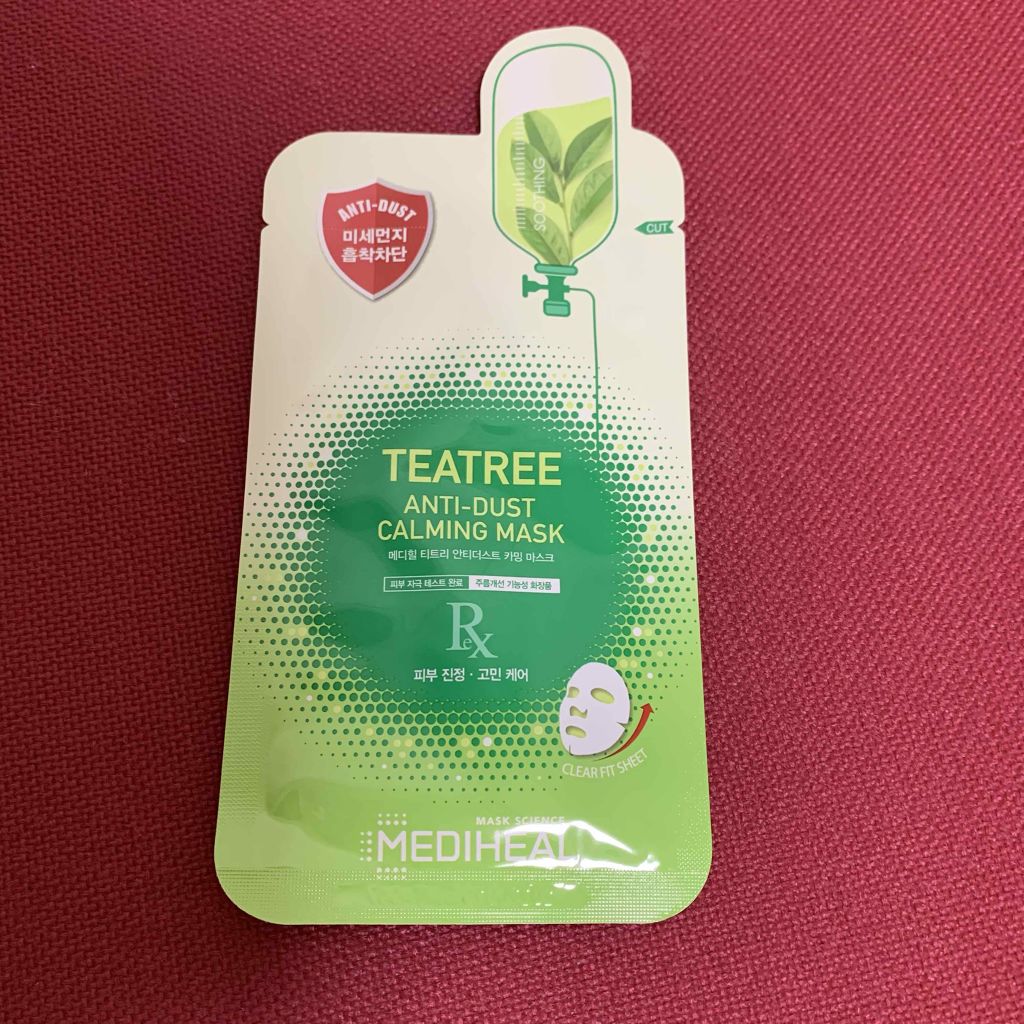 SOOTHING
CUT
ANTI-DUST
미세먼지
흡착차단
TEATREE
ANTI-DUST
CALMING MASK
메디힐 티트리 안티더스트 카밍 마스크
피부 자극 테스트 완료 주름개선 기능성 화장품
ReX
피부 진정 · 고민 케어
CLEAR FIT SHEET
MASK SCIENCE
MEDIHEAL